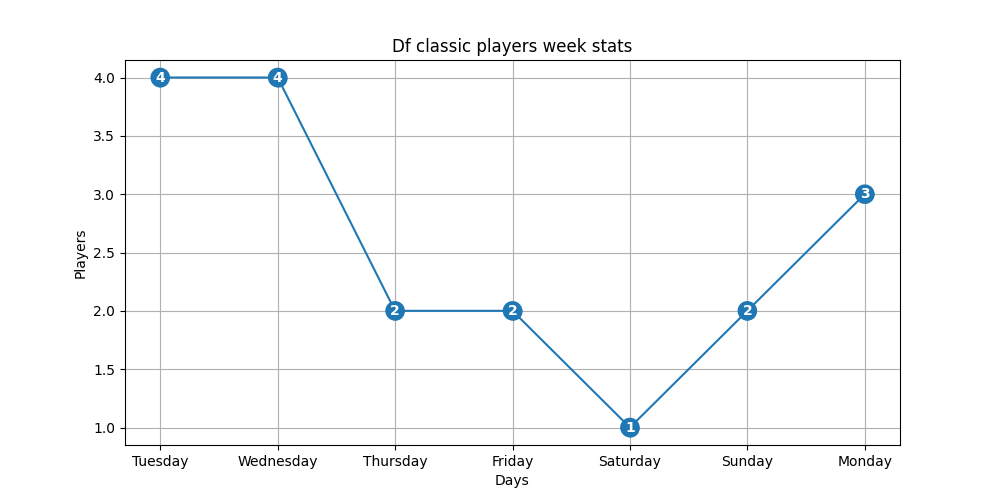 Df classic players week stats
4.0
3.5
3.0
2.5
2.0
1.5
1.0
Players
4
4
2
2
1
2
3
Tuesday
Wednesday
Thursday
Friday
Saturday
Sunday
Monday
Days